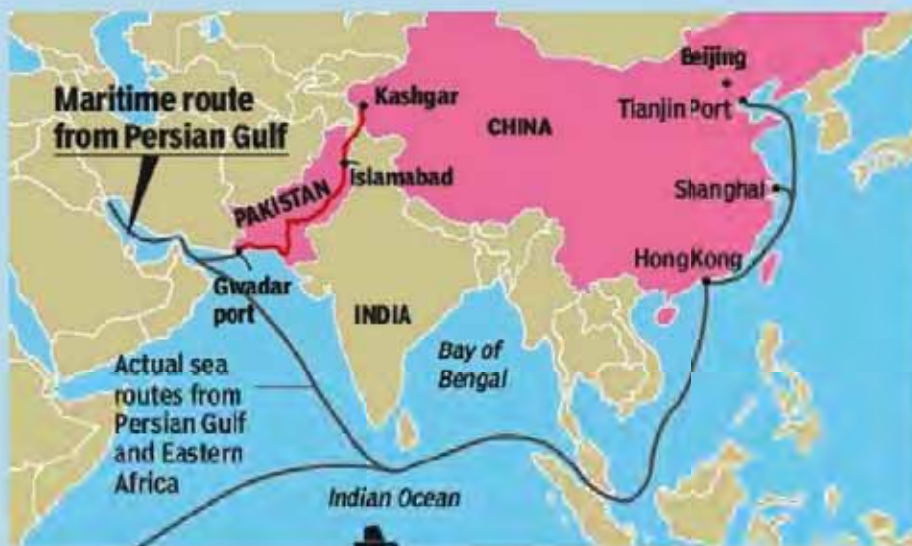 Maritime route
from Persian Gulf
Kashgar
CHINA
Beijing
Tianjin Port
Islamabad
PAKISTAN
Shanghai
HongKong
Gwadar
port
INDIA
Bay of
Bengal
Actual sea
routes from
Persian Gulf
and Eastern
Africa
Indian Ocean